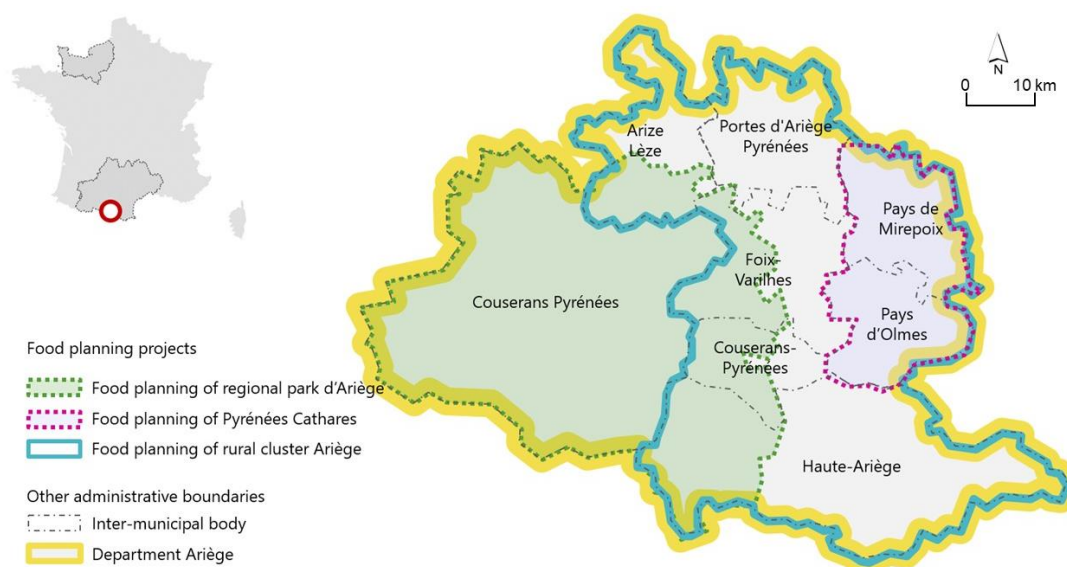 N
0 10 km
Arize
Lèze
Portes d'Ariège
Pyrénées
Pays de
Mirepoix
Foix-
Varilhes
Couserans Pyrénées
Pays
d'Olmes
Couserans-
Pyrénées
Haute-Ariège
Food planning projects
Food planning of regional park d'Ariège
Food planning of Pyrénées Cathares
Food planning of rural cluster Ariège
Other administrative boundaries
Inter-municipal body
Department Ariège